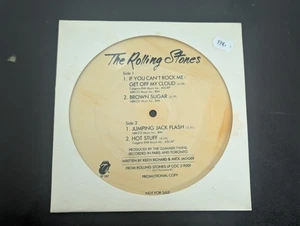 The Rolling Stones
Side 1
1. IF YOU CAN'T ROCK ME
GET OFF MY CLOUD
2. BROWN SUGAR
Side 2
1. JUMPING JACK FLASH
2. HOT STUFF
PRODUCED BY THE GLIMMER TWINS
RECORDED IN PARIS AND TORONTO
WRITTEN BY KEITH RICHARD & MICK JAGGER
FROM ROLLING STONES LP COC 2-9001
PROMOTIONAL COPY
NOT FOR SALE